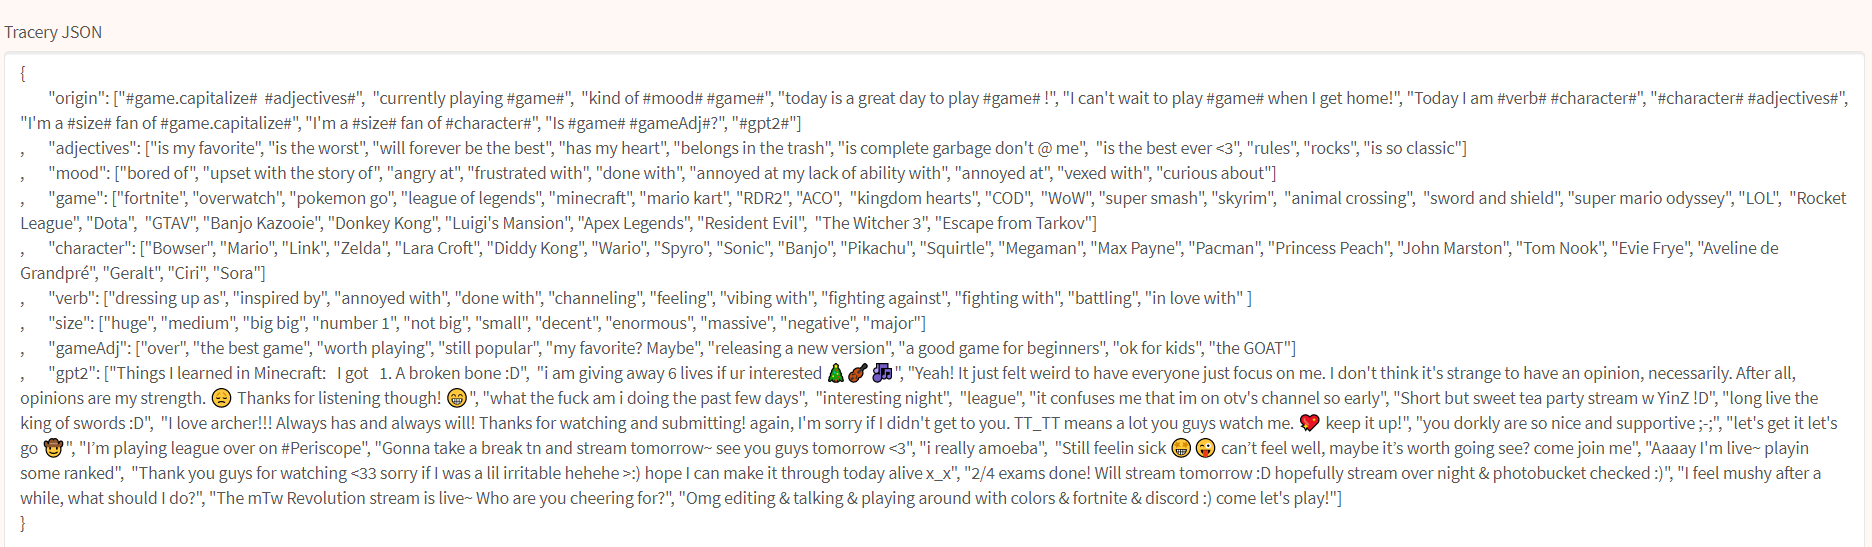 Tracery JSON
{
"origin": ["#game.capitalize#  #adjectives#",  "currently playing #game#",  "kind of #mood# #game#", "today is a great day to play #game# !", "I can't wait to play #game# when I get home!", "Today I am #verb# #character#", "#character# #adjectives#",
"I'm a #size# fan of #game.capitalize#", "I'm a #size# fan of #character#", "Is #game# #gameAdj#?", "#gpt2#"]
,      "adjectives": ["is my favorite", "is the worst", "will forever be the best", "has my heart", "belongs in the trash", "is complete garbage don't @ me",  "is the best ever <3", "rules", "rocks", "is so classic"]
,      "mood": ["bored of", "upset with the story of", "angry at", "frustrated with", "done with", "annoyed at my lack of ability with", "annoyed at", "vexed with", "curious about"]
,      "game": ["fortnite", "overwatch", "pokemon go", "league of legends", "minecraft", "mario kart", "RDR2", "ACO",  "kingdom hearts", "COD",  "WoW", "super smash", "skyrim",  "animal crossing",  "sword and shield", "super mario odyssey", "LOL",  "Rocket
League", "Dota",  "GTAV", "Banjo Kazooie", "Donkey Kong", "Luigi's Mansion", "Apex Legends", "Resident Evil",  "The Witcher 3", "Escape from Tarkov"]
,      "character": ["Bowser", "Mario", "Link", "Zelda", "Lara Croft", "Diddy Kong", "Wario", "Spyro", "Sonic", "Banjo", "Pikachu", "Squirtle", "Megaman", "Max Payne", "Pacman", "Princess Peach", "John Marston", "Tom Nook", "Evie Frye", "Aveline de
Grandpré", "Geralt", "Ciri", "Sora"]
,      "verb": ["dressing up as", "inspired by", "annoyed with", "done with", "channeling", "feeling", "vibing with", "fighting against", "fighting with", "battling", "in love with" ]
,      "size": ["huge", "medium", "big big", "number 1", "not big", "small", "decent", "enormous", "massive", "negative", "major"]
,      "gameAdj": ["over", "the best game", "worth playing", "still popular", "my favorite? Maybe", "releasing a new version", "a good game for beginners", "ok for kids", "the GOAT"]
,      "gpt2": ["Things I learned in Minecraft:   I got   1. A broken bone :D",  "i am giving away 6 lives if ur interested 🎄🎻🎶", "Yeah! It just felt weird to have everyone just focus on me. I don't think it's strange to have an opinion, necessarily. After all,
opinions are my strength. 😞 Thanks for listening though! 😁", "what the fuck am i doing the past few days",  "interesting night",  "league", "it confuses me that im on otv's channel so early", "Short but sweet tea party stream w YinZ !D", "long live the
king of swords :D",  "I love archer!!! Always has and always will! Thanks for watching and submitting! again, I'm sorry if I didn't get to you. TT_TT means a lot you guys watch me. 💖 keep it up!", "you dorkly are so nice and supportive ;-;", "let's get it let's
go 🤠", "I'm playing league over on #Periscope", "Gonna take a break tn and stream tomorrow~ see you guys tomorrow <3", "i really amoeba",  "Still feelin sick 🤩😜 can't feel well, maybe it's worth going see? come join me", "Aaaay I'm live~ playin
some ranked",  "Thank you guys for watching <33 sorry if I was a lil irritable hehehe >:) hope I can make it through today alive x_x", "2/4 exams done! Will stream tomorrow :D hopefully stream over night & photobucket checked :)", "I feel mushy after a
while, what should I do?", "The mTw Revolution stream is live~ Who are you cheering for?", "Omg editing & talking & playing around with colors & fortnite & discord :) come let's play!"]
}